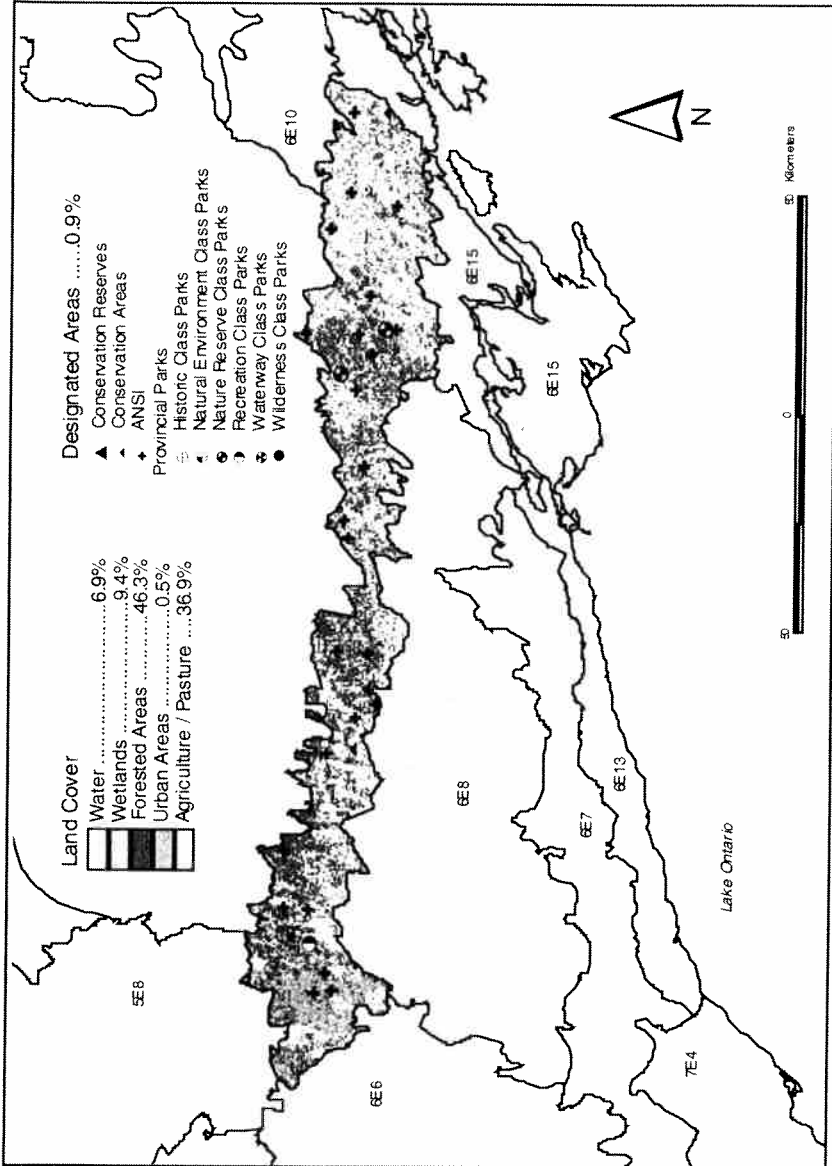 Land Cover
Water ........................6.9%
Wetlands ..................9.4%
Forested Areas ............46.3%
Urban Areas .................0.5%
Agriculture / Pasture ....36.9%
Designated Areas ......0.9%
Conservation Reserves
Conservation Areas
ANSI
Provincial Parks
Historic Class Parks
Natural Environment Class Parks
Nature Reserve Class Parks
Recreation Class Parks
Waterway Class Parks
Wilderness Class Parks
5E8
6E10
6E6
6E8
6E15
6E15
6E7
6E13
7E4
Lake Ontario
N
50 0 50 Kilometers